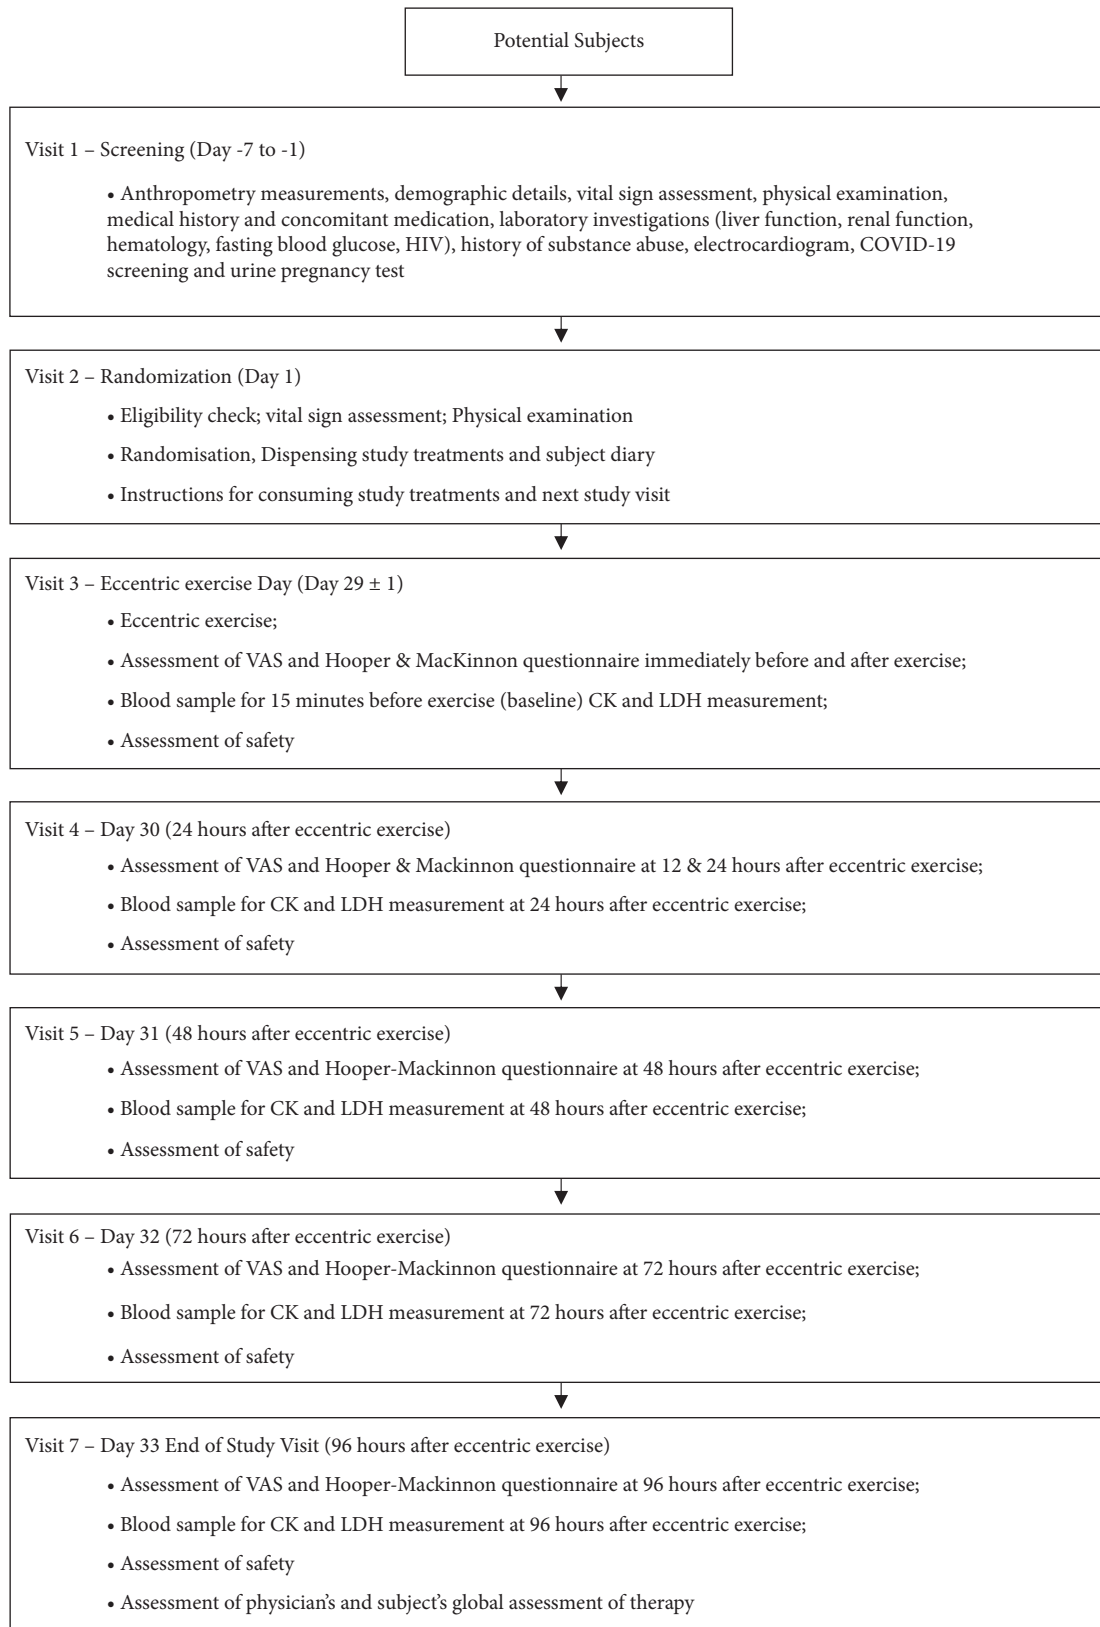 Potential Subjects
Visit 1 – Screening (Day -7 to -1)
• Anthropometry measurements, demographic details, vital sign assessment, physical examination,
medical history and concomitant medication, laboratory investigations (liver function, renal function,
hematology, fasting blood glucose, HIV), history of substance abuse, electrocardiogram, COVID-19
screening and urine pregnancy test
Visit 2 – Randomization (Day 1)
• Eligibility check; vital sign assessment; Physical examination
• Randomisation, Dispensing study treatments and subject diary
• Instructions for consuming study treatments and next study visit
Visit 3 – Eccentric exercise Day (Day 29 ± 1)
• Eccentric exercise;
• Assessment of VAS and Hooper & MacKinnon questionnaire immediately before and after exercise;
• Blood sample for 15 minutes before exercise (baseline) CK and LDH measurement;
• Assessment of safety
Visit 4 – Day 30 (24 hours after eccentric exercise)
• Assessment of VAS and Hooper & Mackinnon questionnaire at 12 & 24 hours after eccentric exercise;
• Blood sample for CK and LDH measurement at 24 hours after eccentric exercise;
• Assessment of safety
Visit 5 – Day 31 (48 hours after eccentric exercise)
• Assessment of VAS and Hooper-Mackinnon questionnaire at 48 hours after eccentric exercise;
• Blood sample for CK and LDH measurement at 48 hours after eccentric exercise;
• Assessment of safety
Visit 6 – Day 32 (72 hours after eccentric exercise)
• Assessment of VAS and Hooper-Mackinnon questionnaire at 72 hours after eccentric exercise;
• Blood sample for CK and LDH measurement at 72 hours after eccentric exercise;
• Assessment of safety
Visit 7 – Day 33 End of Study Visit (96 hours after eccentric exercise)
• Assessment of VAS and Hooper-Mackinnon questionnaire at 96 hours after eccentric exercise;
• Blood sample for CK and LDH measurement at 96 hours after eccentric exercise;
• Assessment of safety
• Assessment of physician's and subject's global assessment of therapy